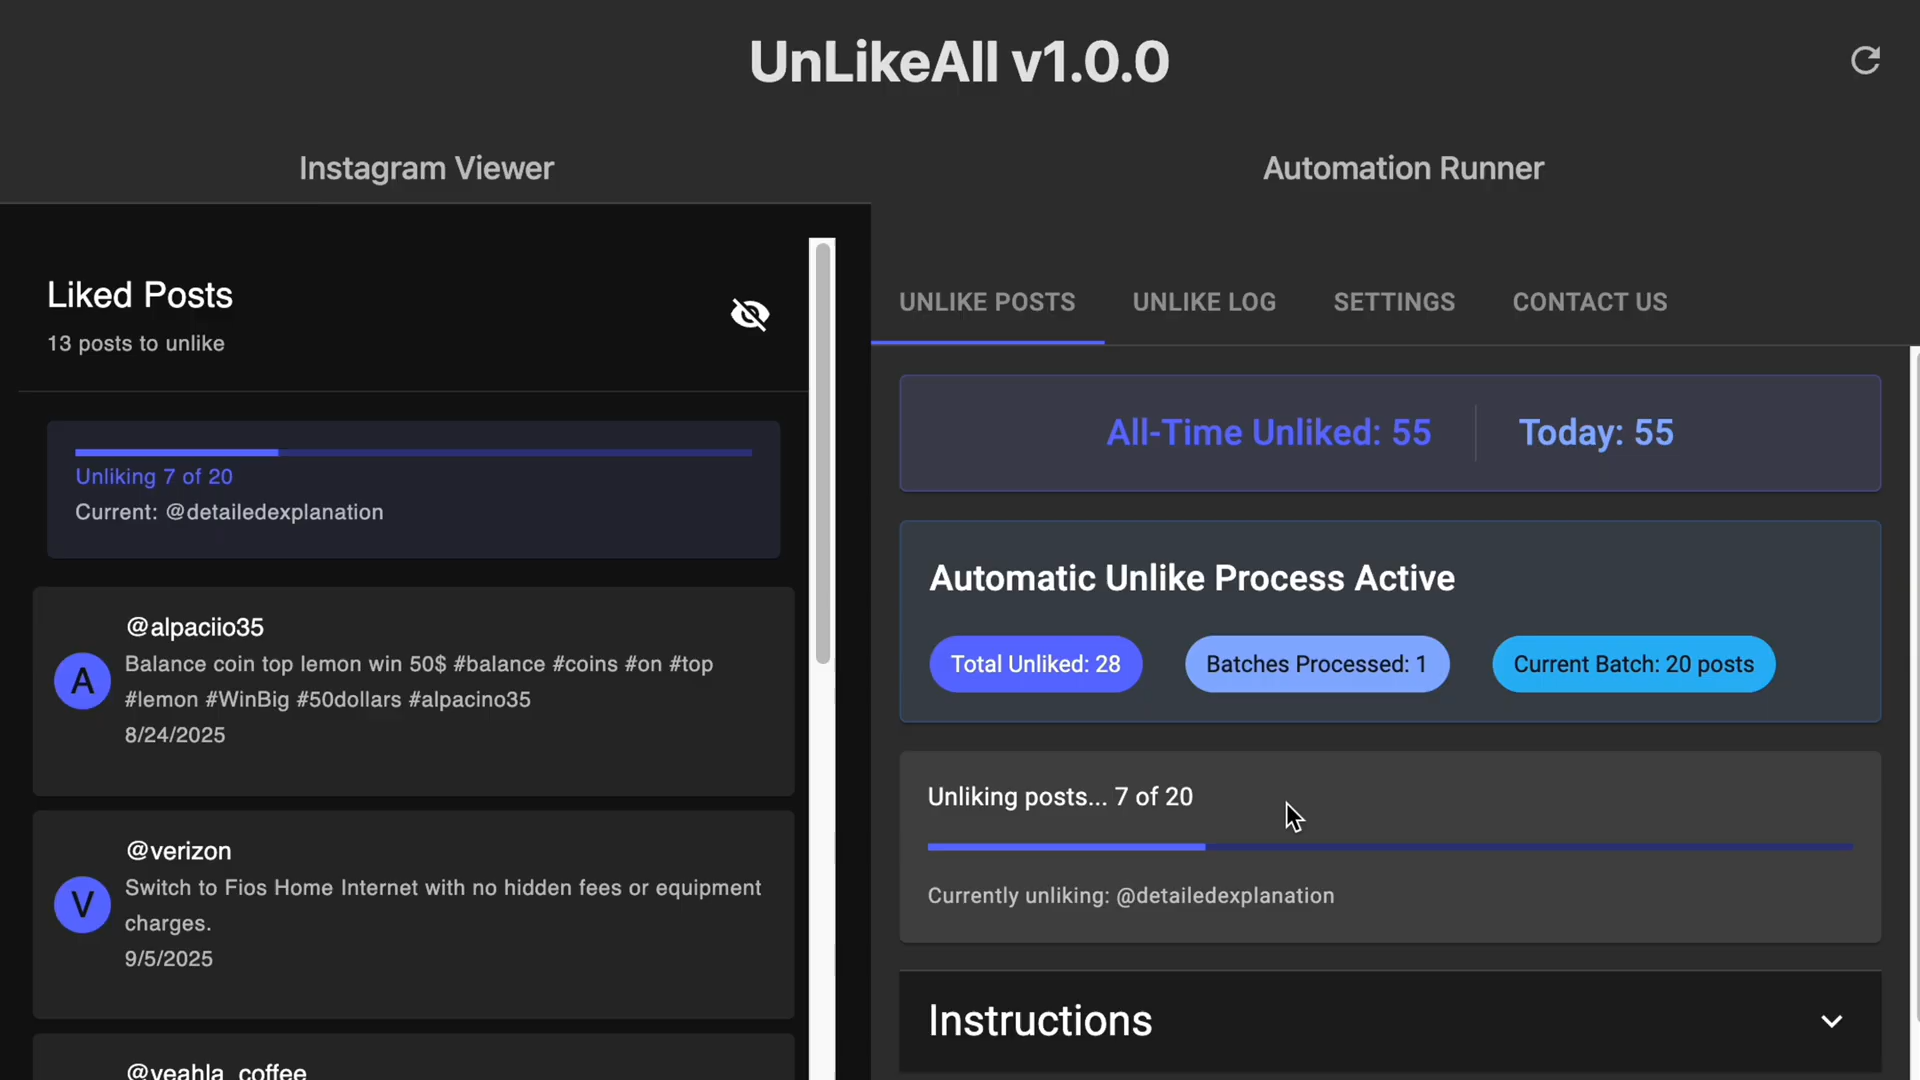 UnLikeAll v1.0.0
Instagram Viewer
Automation Runner
Liked Posts
13 posts to unlike
Unliking 7 of 20
Current: @detailedexplanation
@alpaciio35
A
Balance coin top lemon win 50$ #balance #coins #on #top
#lemon #WinBig #50dollars #alpacino35
8/24/2025
@verizon
V
Switch to Fios Home Internet with no hidden fees or equipment
charges.
9/5/2025
@yeahla_coffee
UNLIKE POSTS
UNLIKE LOG
SETTINGS
CONTACT US
All-Time Unliked: 55
Today: 55
Automatic Unlike Process Active
Total Unliked: 28
Batches Processed: 1
Current Batch: 20 posts
Unliking posts... 7 of 20
Currently unliking: @detailedexplanation
Instructions